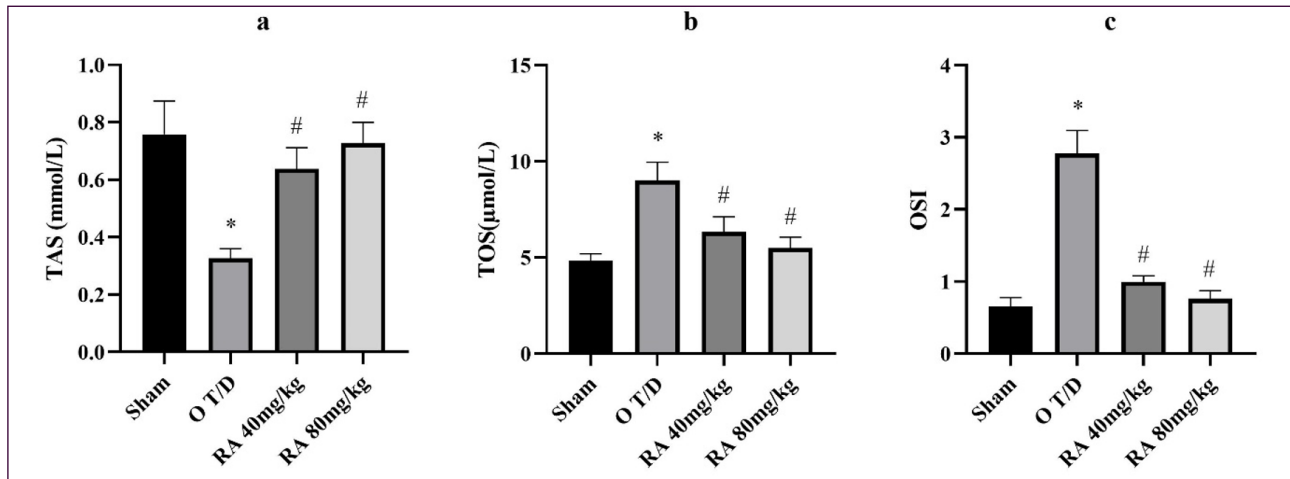 a
TAS (mmol/L)
1.0
0.8
0.6
0.4
0.2
0.0
*
#
#
Sham
O T/D
RA 40mg/kg
RA 80mg/kg
b
TOS(μmol/L)
15
10
5
0
*
#
#
Sham
O T/D
RA 40mg/kg
RA 80mg/kg
c
OSI
4
3
2
1
0
*
#
#
Sham
O T/D
RA 40mg/kg
RA 80mg/kg